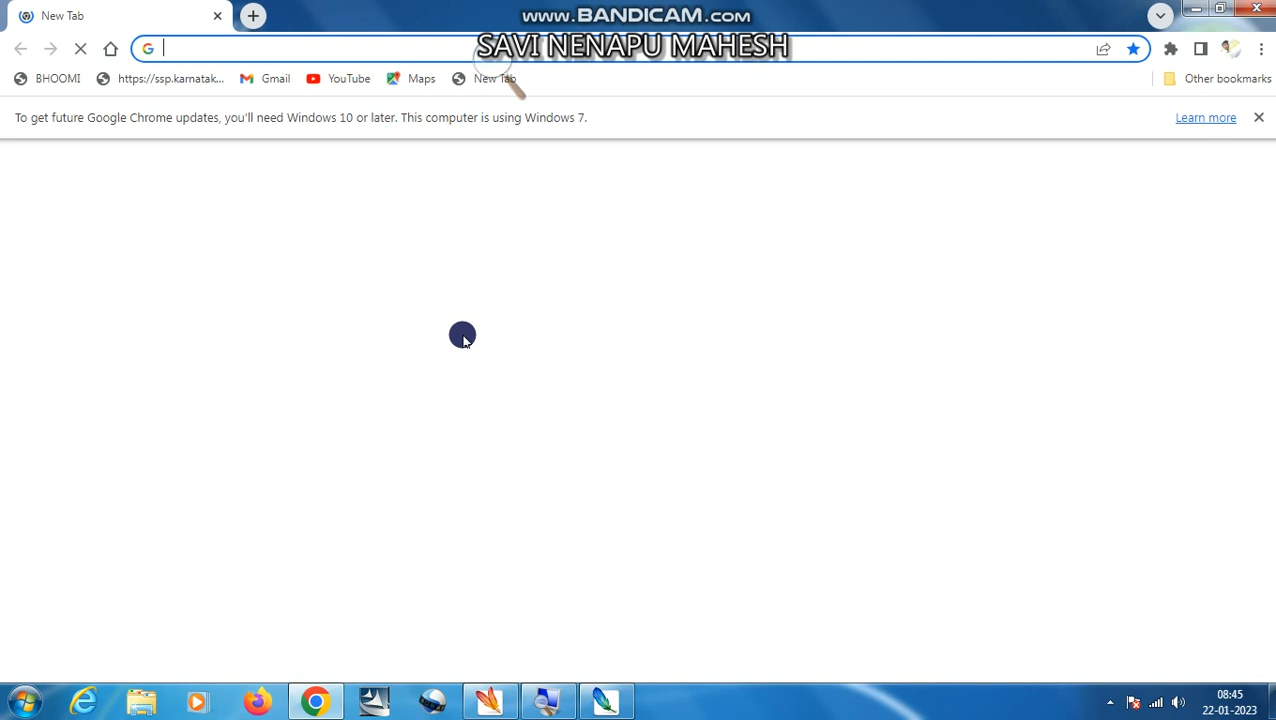 New Tab
www.BANDICAM.com
SAVI NENAPU MAHESH
BHOOMI
https://ssp.karnatak...
Gmail
YouTube
Maps
New Tab
Other bookmarks
To get future Google Chrome updates, you'll need Windows 10 or later. This computer is using Windows 7.
Learn more
08:45
22-01-2023